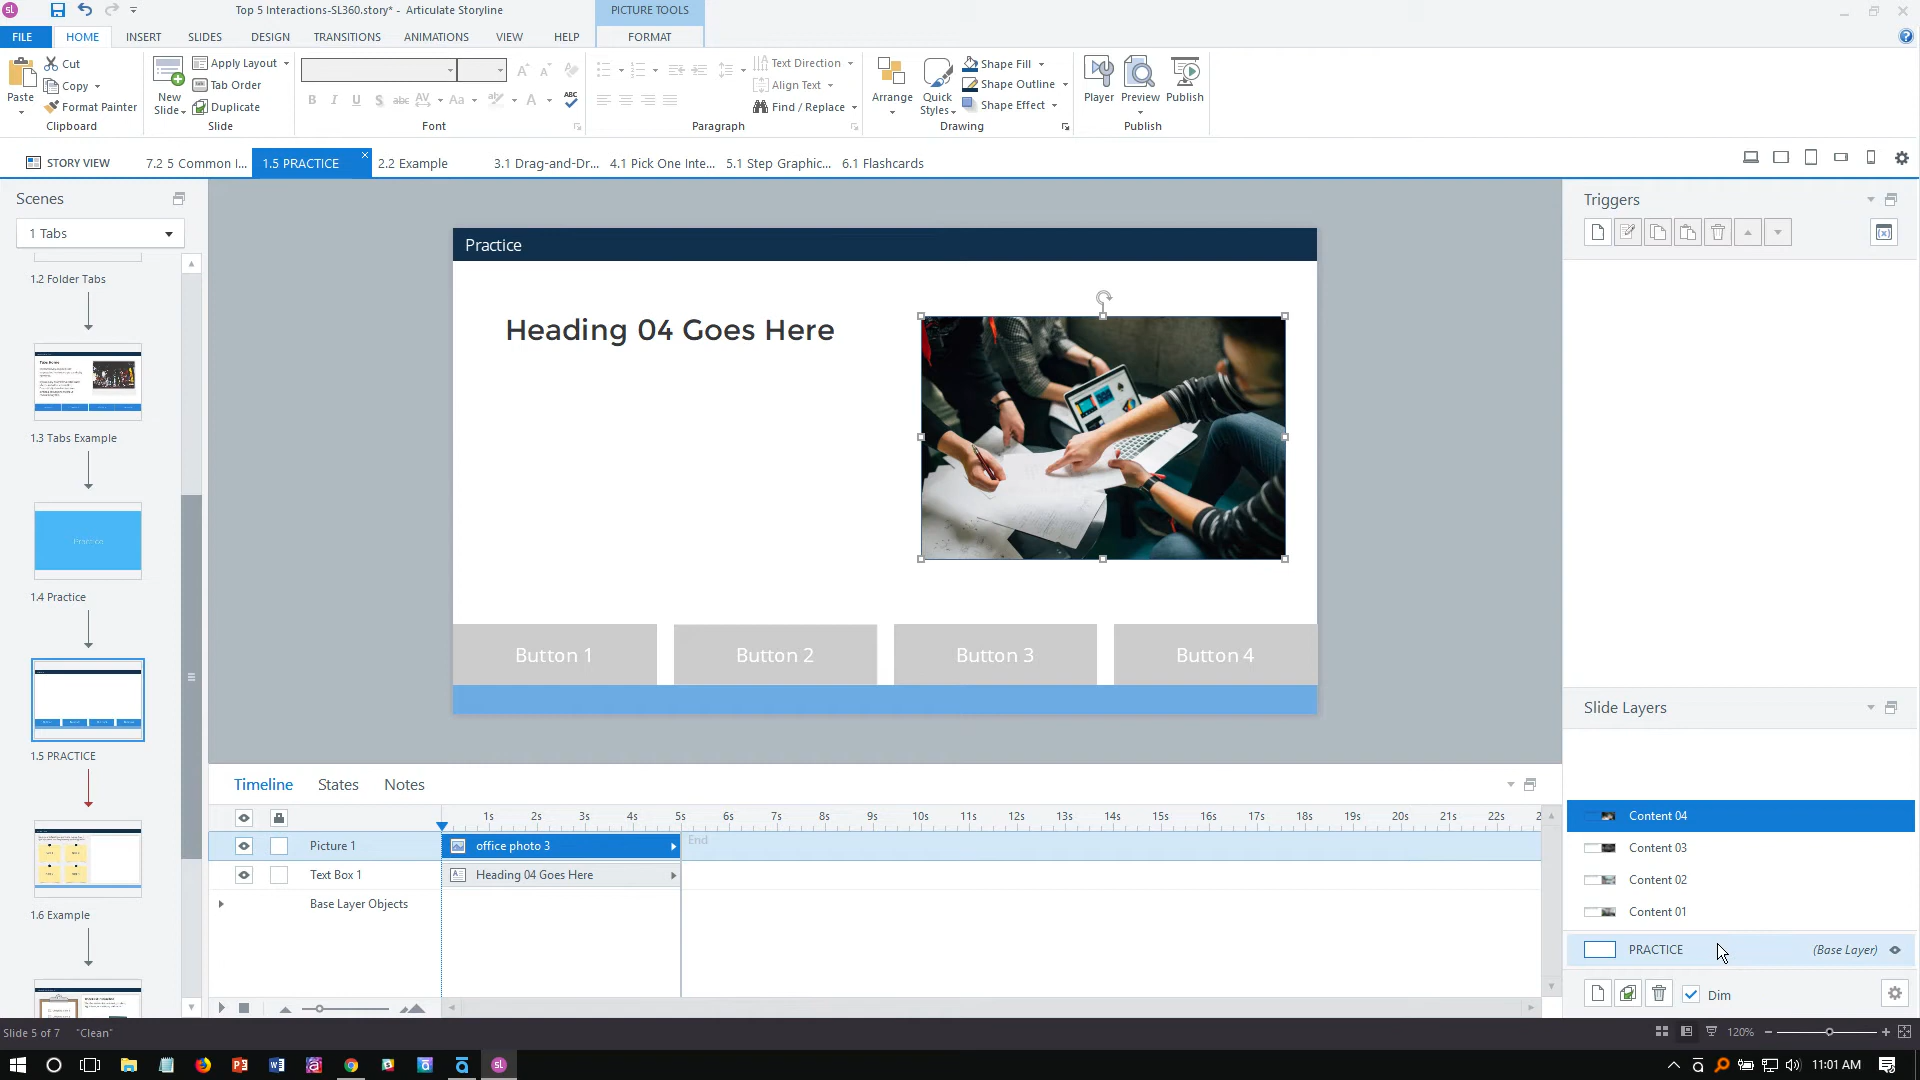 sl
Top 5 Interactions-SL360.story* - Articulate Storyline
PICTURE TOOLS
FILE HOME INSERT SLIDES DESIGN TRANSITIONS ANIMATIONS VIEW HELP FORMAT
Paste
Cut
Copy
Format Painter
Clipboard
New Slide
Apply Layout
Tab Order
Duplicate
Slide
B I U S abc AV Aa A
ABC
Font
Text Direction
Align Text
Find / Replace
Paragraph
Arrange
Quick Styles
Shape Fill
Shape Outline
Shape Effect
Drawing
Player Preview Publish
Publish
STORY VIEW
7.2 5 Common I...
1.5 PRACTICE
2.2 Example
3.1 Drag-and-Dr...
4.1 Pick One Inte...
5.1 Step Graphic...
6.1 Flashcards
Scenes
1 Tabs
1.2 Folder Tabs
1.3 Tabs Example
Practice
1.4 Practice
1.5 PRACTICE
1.6 Example
Practice
Heading 04 Goes Here
Button 1
Button 2
Button 3
Button 4
Timeline States Notes
1s 2s 3s 4s 5s 6s 7s 8s 9s 10s 11s 12s 13s 14s 15s 16s 17s 18s 19s 20s 21s 22s 2
Picture 1 office photo 3 End
Text Box 1 Heading 04 Goes Here
Base Layer Objects
Triggers
Slide Layers
Content 04
Content 03
Content 02
Content 01
PRACTICE (Base Layer)
Dim
Slide 5 of 7 "Clean"
120%
11:01 AM